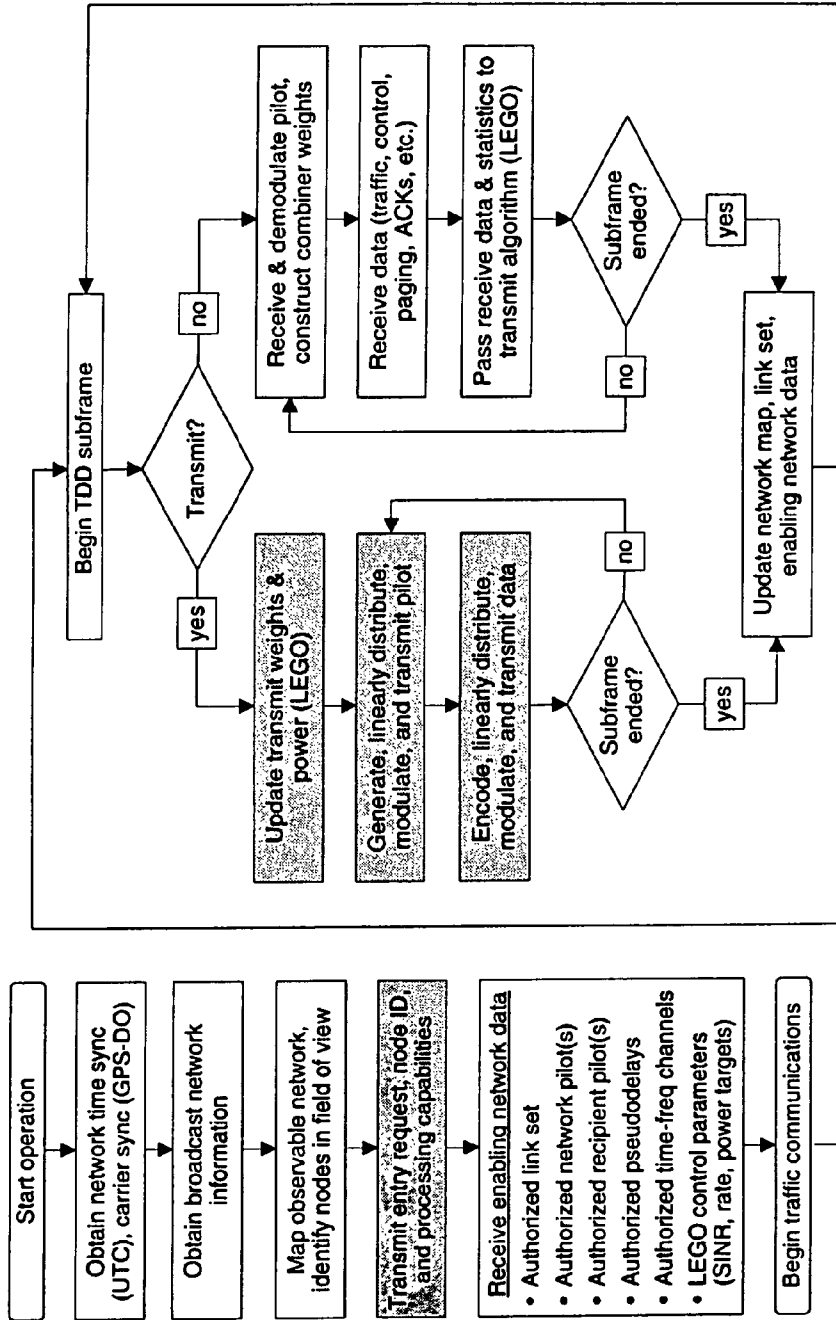 Start operation
Obtain network time sync
(UTC), carrier sync (GPS-DO)
Obtain broadcast network
information
Map observable network,
identify nodes in field of view
Transmit entry request, node ID,
and processing capabilities
Receive enabling network data
• Authorized link set
• Authorized network pilot(s)
• Authorized recipient pilot(s)
• Authorized pseudodelays
• Authorized time-freq channels
• LEGO control parameters
(SINR, rate, power targets)
Begin traffic communications
Begin TDD subframe
Transmit?
yes
no
Update transmit weights &
power (LEGO)
Generate, linearly distribute,
modulate, and transmit pilot
Encode, linearly distribute,
modulate, and transmit data
Subframe
ended?
no
yes
Receive & demodulate pilot,
construct combiner weights
Receive data (traffic, control,
paging, ACKs, etc.)
Pass receive data & statistics to
transmit algorithm (LEGO)
Subframe
ended?
no
yes
Update network map, link set,
enabling network data